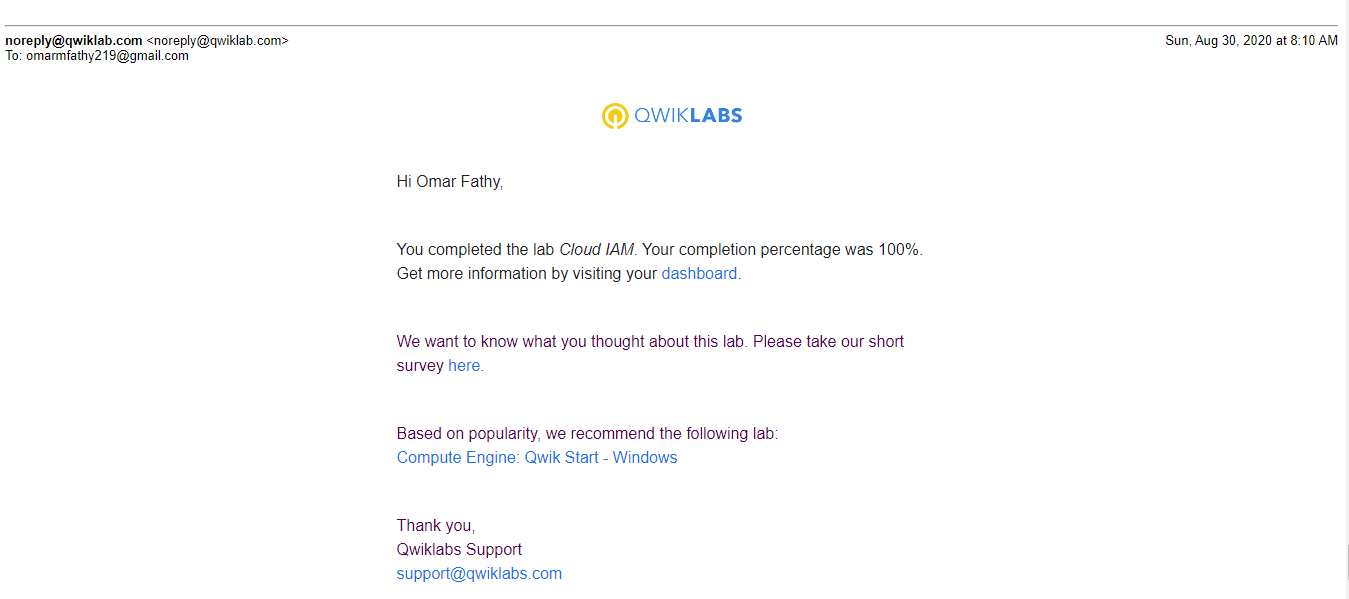 noreply@qwiklab.com <noreply@qwiklab.com>
Sun, Aug 30, 2020 at 8:10 AM
To: omarmfathy219@gmail.com
QWIKLABS
Hi Omar Fathy,
You completed the lab Cloud IAM. Your completion percentage was 100%.
Get more information by visiting your dashboard.
We want to know what you thought about this lab. Please take our short
survey here.
Based on popularity, we recommend the following lab:
Compute Engine: Qwik Start - Windows
Thank you,
Qwiklabs Support
support@qwiklabs.com